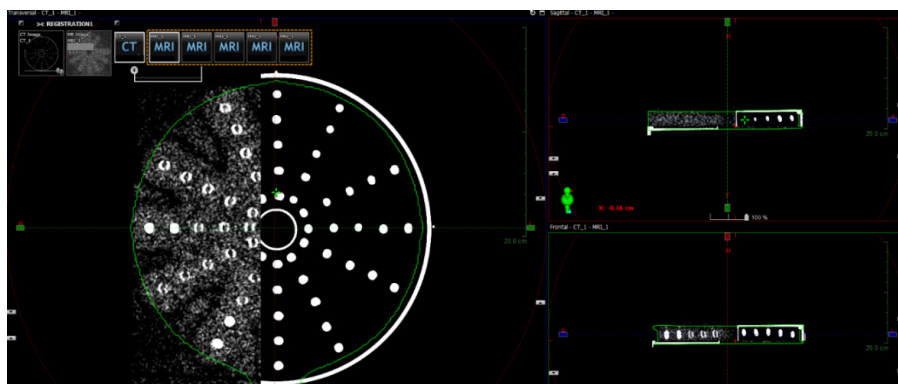 Transversal - CT_1 - MRI_1
REGISTRATION1
CT Image
CT_1
MR Image
CT
MRI
MRI
MRI
MRI
MRI
20.0 cm
Sagittal - CT_1 - MRI_1
H
20.0 cm
X: -0.16 cm
100 %
Frontal - CT_1 - MRI_1
20.0 cm